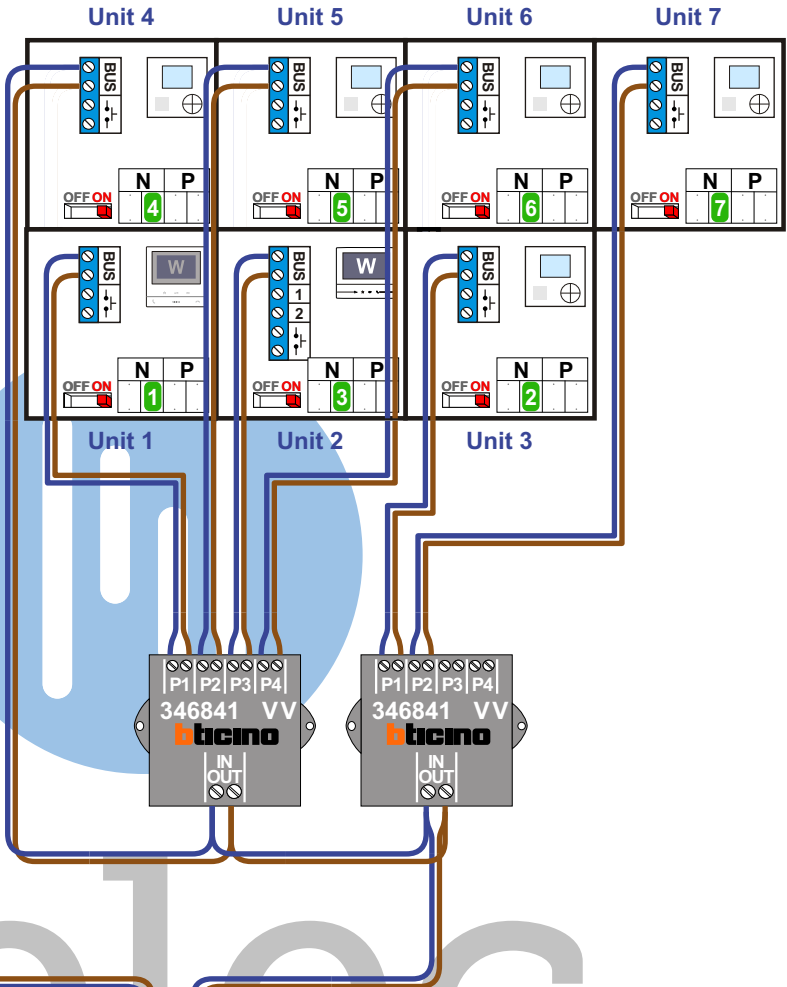 Unit 4 Unit 5 Unit 6 Unit 7
BUS BUS BUS BUS
N P N P N P N P
OFF ON 4 OFF ON 5 OFF ON 6 OFF ON 7
BUS W BUS W BUS
1
2
N P N P N P
OFF ON 1 OFF ON 3 OFF ON 2
Unit 1 Unit 2 Unit 3
P1 P2 P3 P4 P1 P2 P3 P4
346841 VV 346841 VV
bticino bticino
IN IN
OUT OUT
elec